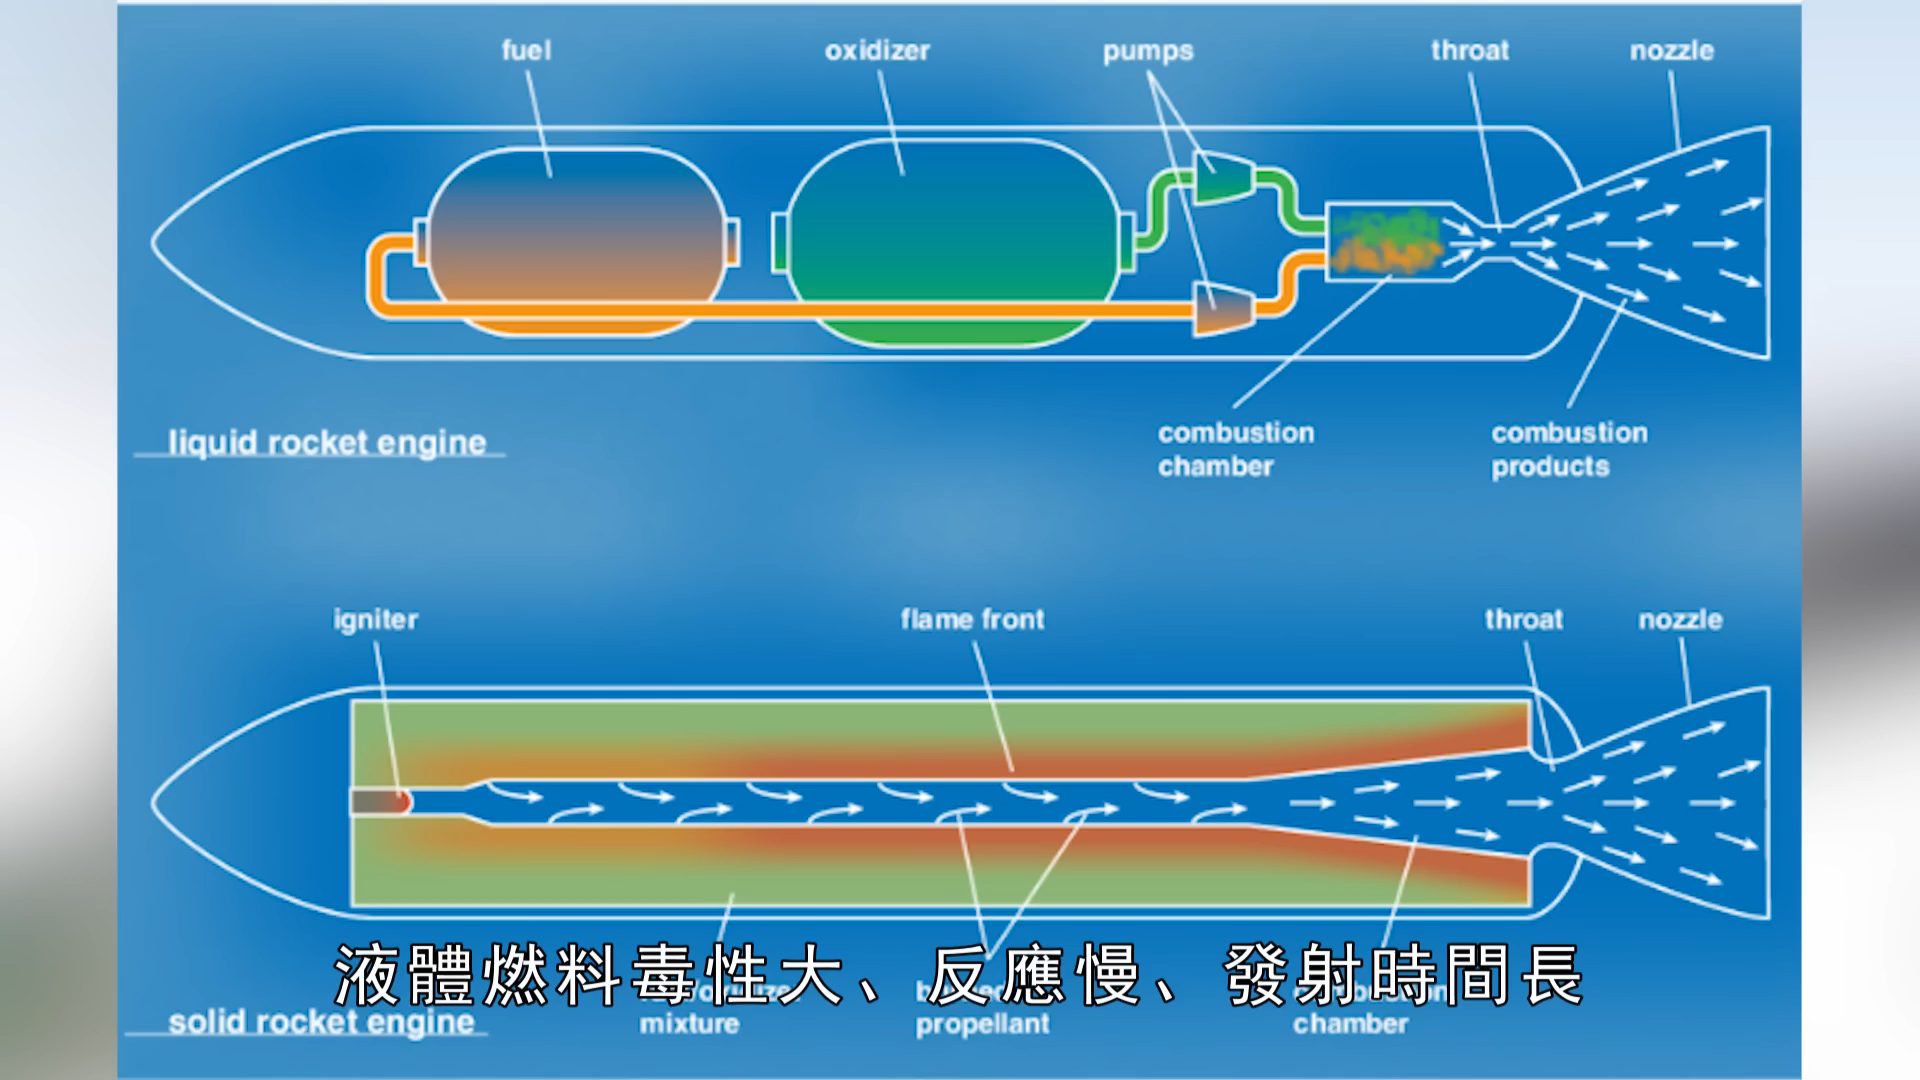 fuel
oxidizer
pumps
throat
nozzle
combustion
chamber
combustion
products
liquid rocket engine
igniter
flame front
throat
nozzle
液體燃料毒性大、反應慢、發射時間長
mixture
propellant
chamber
solid rocket engine